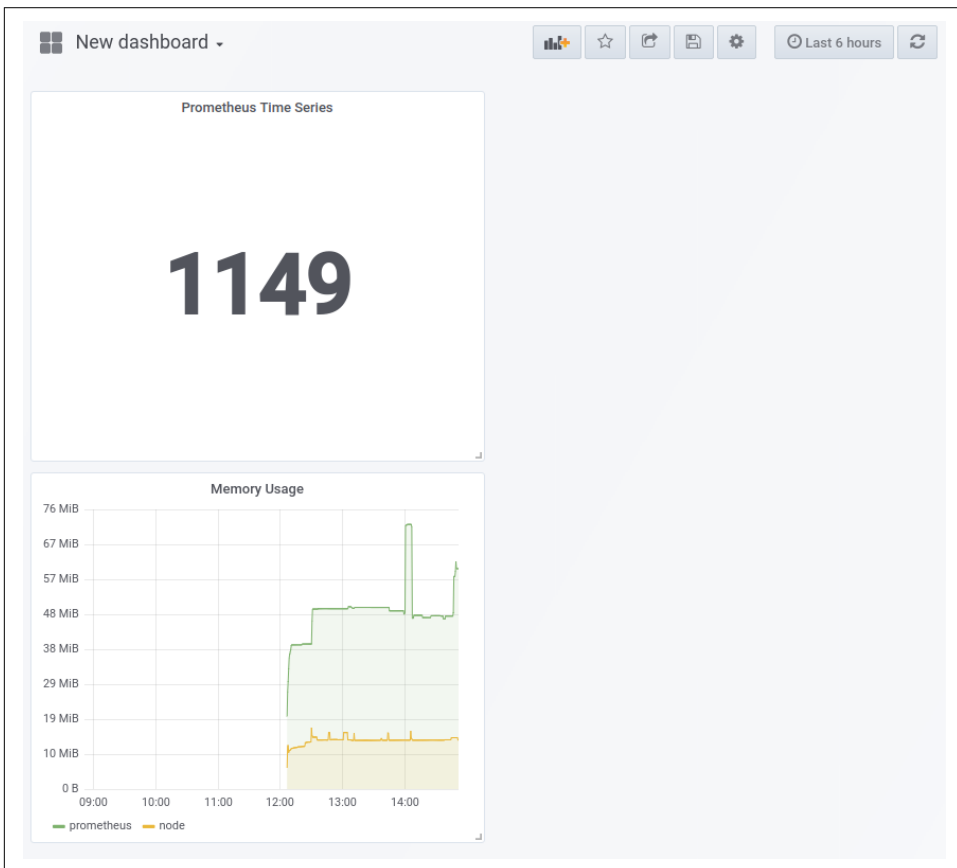 New dashboard
Last 6 hours
Prometheus Time Series
1149
Memory Usage
76 MiB
67 MiB
57 MiB
48 MiB
38 MiB
29 MiB
19 MiB
10 MiB
0 B
09:00 10:00 11:00 12:00 13:00 14:00
prometheus node